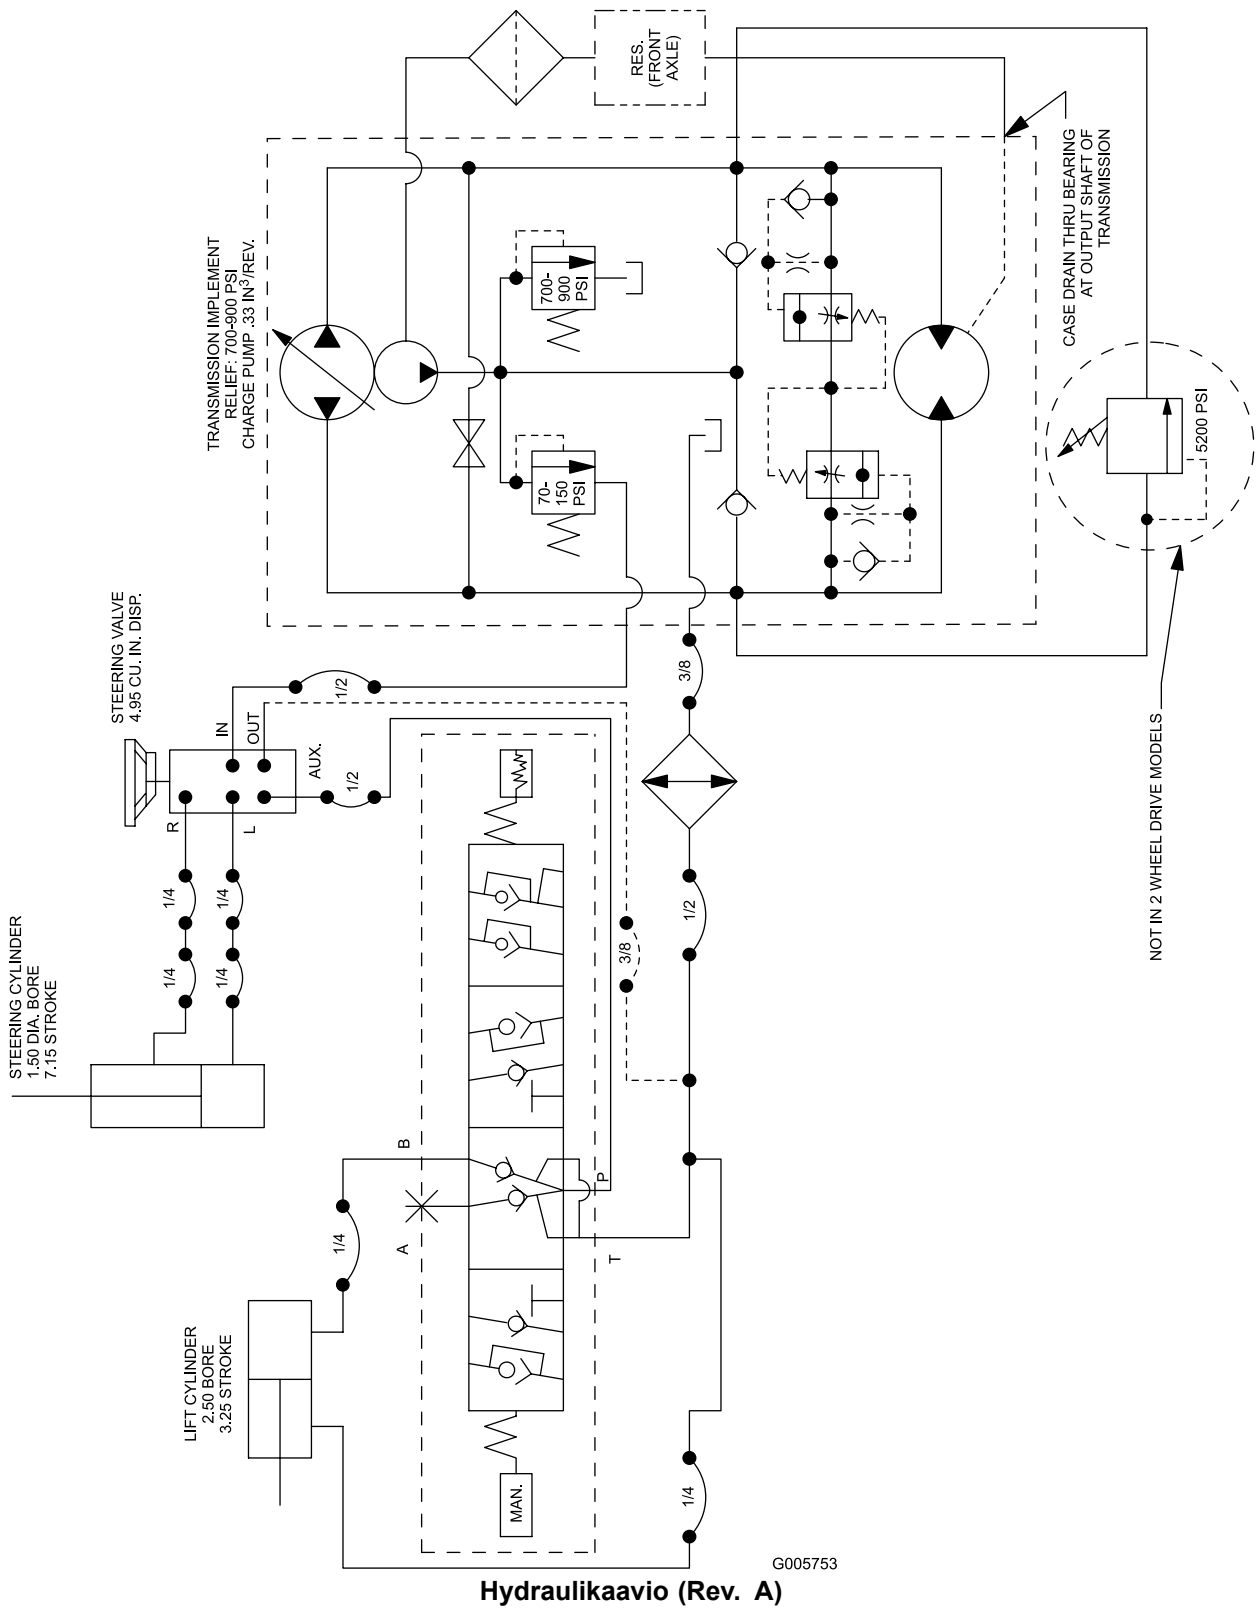 RES.
(FRONT
AXLE)
CASE DRAIN THRU BEARING
AT OUTPUT SHAFT OF
TRANSMISSION
TRANSMISSION IMPLEMENT
RELIEF: 700-900 PSI
CHARGE PUMP .33 IN³/REV.
700-
900
PSI
70-
150
PSI
5200 PSI
NOT IN 2 WHEEL DRIVE MODELS
STEERING VALVE
4.95 CU. IN. DISP.
IN
OUT
AUX.
R
L
1/2
1/2
3/8
1/4
1/4
1/4
1/4
3/8
1/2
STEERING CYLINDER
1.50 DIA. BORE
7.15 STROKE
B
A
P
T
1/4
LIFT CYLINDER
2.50 BORE
3.25 STROKE
MAN.
1/4
G005753
Hydraulikaavio (Rev. A)